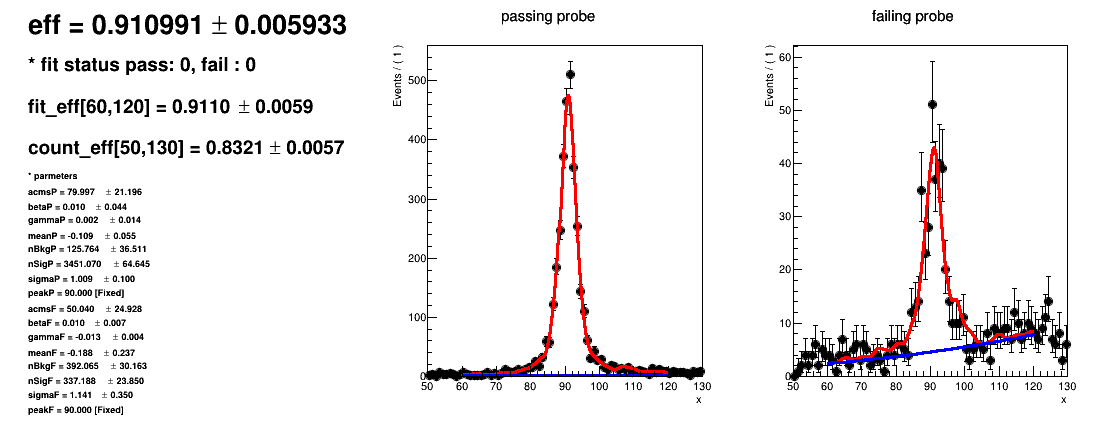 eff = 0.910991 ± 0.005933
* fit status pass: 0, fail : 0
fit_eff[60,120] = 0.9110 ± 0.0059
count_eff[50,130] = 0.8321 ± 0.0057
* parmeters
acmsP = 79.997 ± 21.196
betaP = 0.010 ± 0.044
gammaP = 0.002 ± 0.014
meanP = -0.109 ± 0.055
nBkgP = 125.764 ± 36.511
nSigP = 3451.070 ± 64.645
sigmaP = 1.009 ± 0.100
peakP = 90.000 [Fixed]
acmsF = 50.040 ± 24.928
betaF = 0.010 ± 0.007
gammaF = -0.013 ± 0.004
meanF = -0.188 ± 0.237
nBkgF = 392.065 ± 30.163
nSigF = 337.188 ± 23.850
sigmaF = 1.141 ± 0.350
peakF = 90.000 [Fixed]
passing probe
Events / ( 1 )
500
400
300
200
100
0
50 60 70 80 90 100 110 120 130
x
failing probe
Events / ( 1 )
60
50
40
30
20
10
0
50 60 70 80 90 100 110 120 130
x